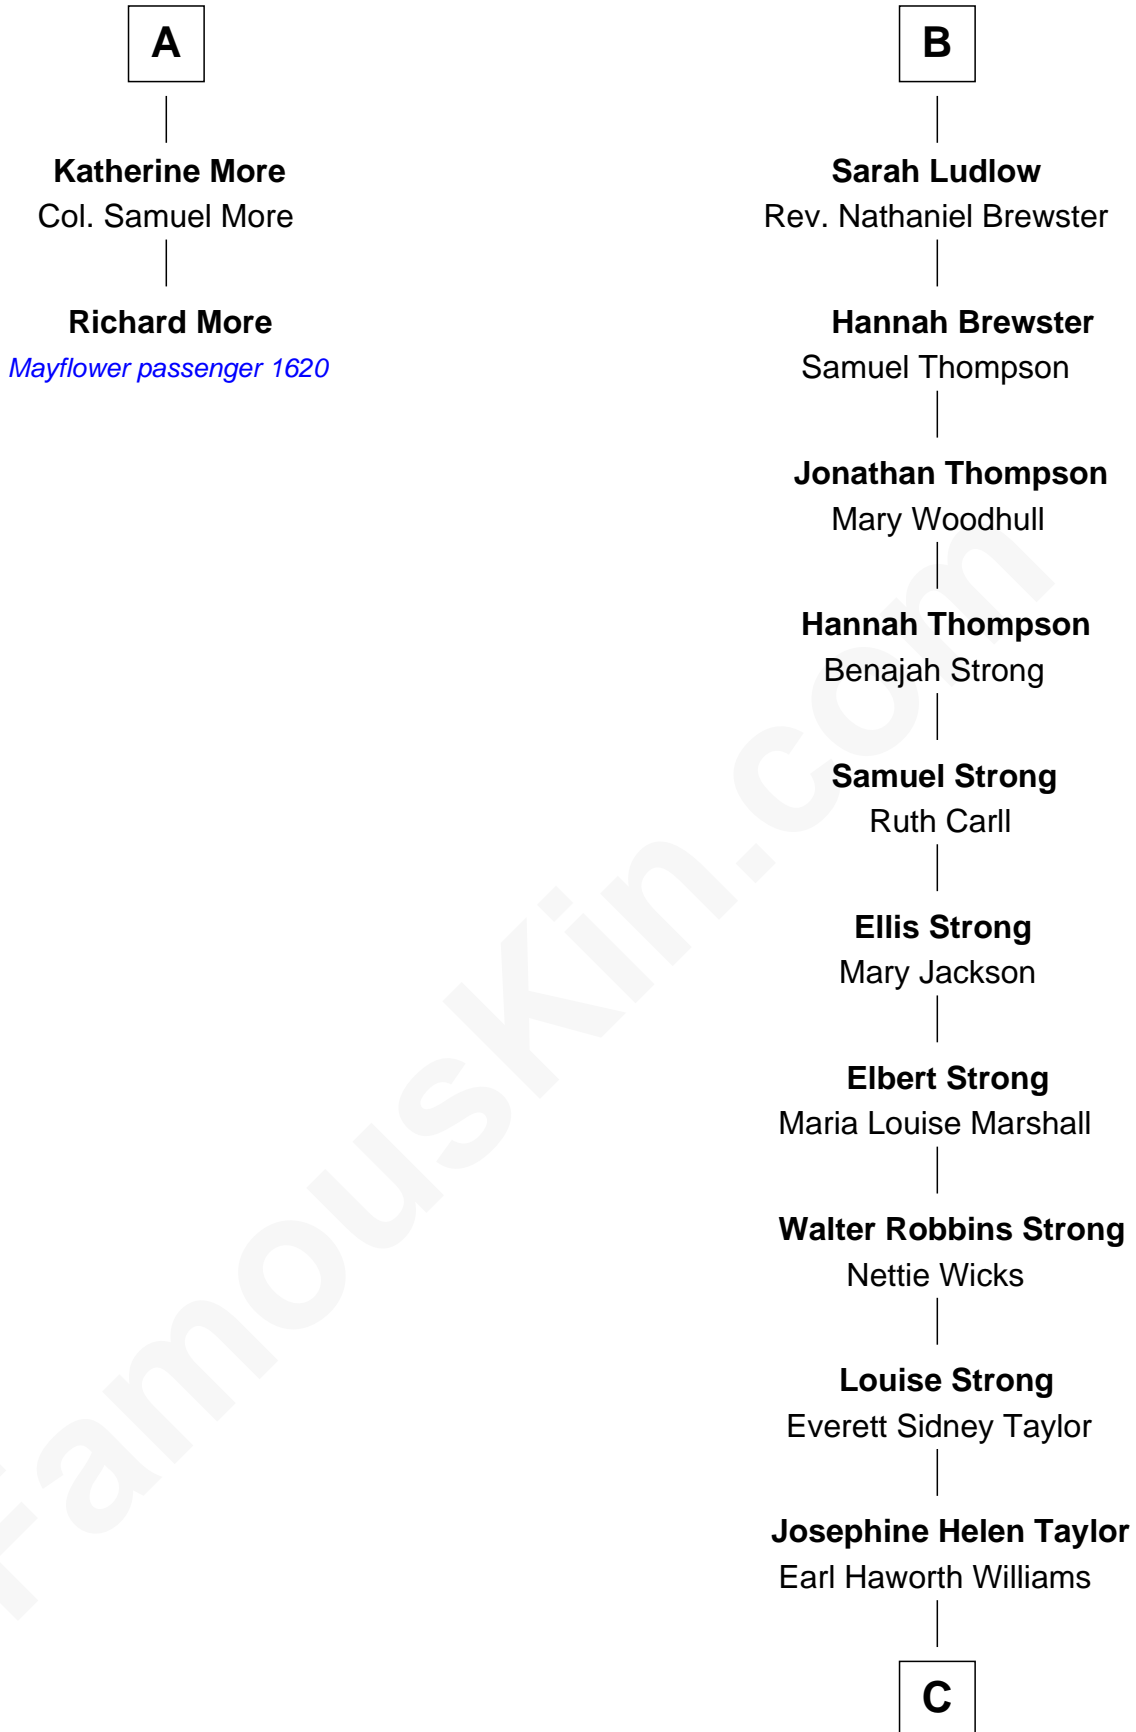 A
Katherine More
Col. Samuel More
Richard More
Mayflower passenger 1620
B
Sarah Ludlow
Rev. Nathaniel Brewster
Hannah Brewster
Samuel Thompson
Jonathan Thompson
Mary Woodhull
Hannah Thompson
Benajah Strong
Samuel Strong
Ruth Carll
Ellis Strong
Mary Jackson
Elbert Strong
Maria Louise Marshall
Walter Robbins Strong
Nettie Wicks
Louise Strong
Everett Sidney Taylor
Josephine Helen Taylor
Earl Haworth Williams
C
FamousKin.com